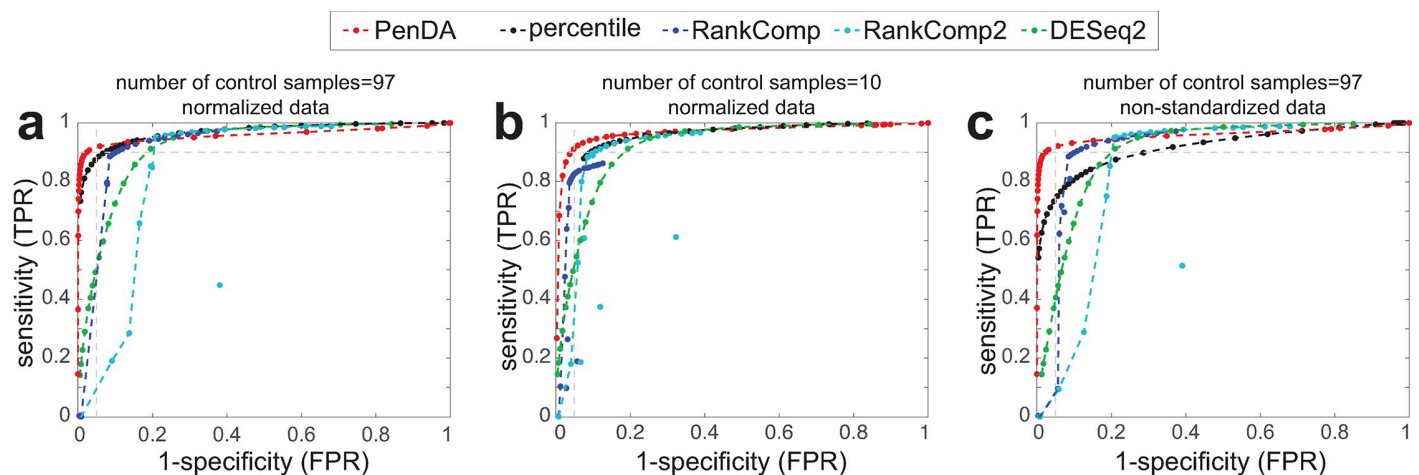 PenDA percentile RankComp RankComp2 DESeq2
a
number of control samples=97
normalized data
sensitivity (TPR)
1
0.8
0.6
0.4
0.2
0
0 0.2 0.4 0.6 0.8 1
1-specificity (FPR)
b
number of control samples=10
normalized data
sensitivity (TPR)
1
0.8
0.6
0.4
0.2
0
0 0.2 0.4 0.6 0.8 1
1-specificity (FPR)
c
number of control samples=97
non-standardized data
sensitivity (TPR)
1
0.8
0.6
0.4
0.2
0
0 0.2 0.4 0.6 0.8 1
1-specificity (FPR)